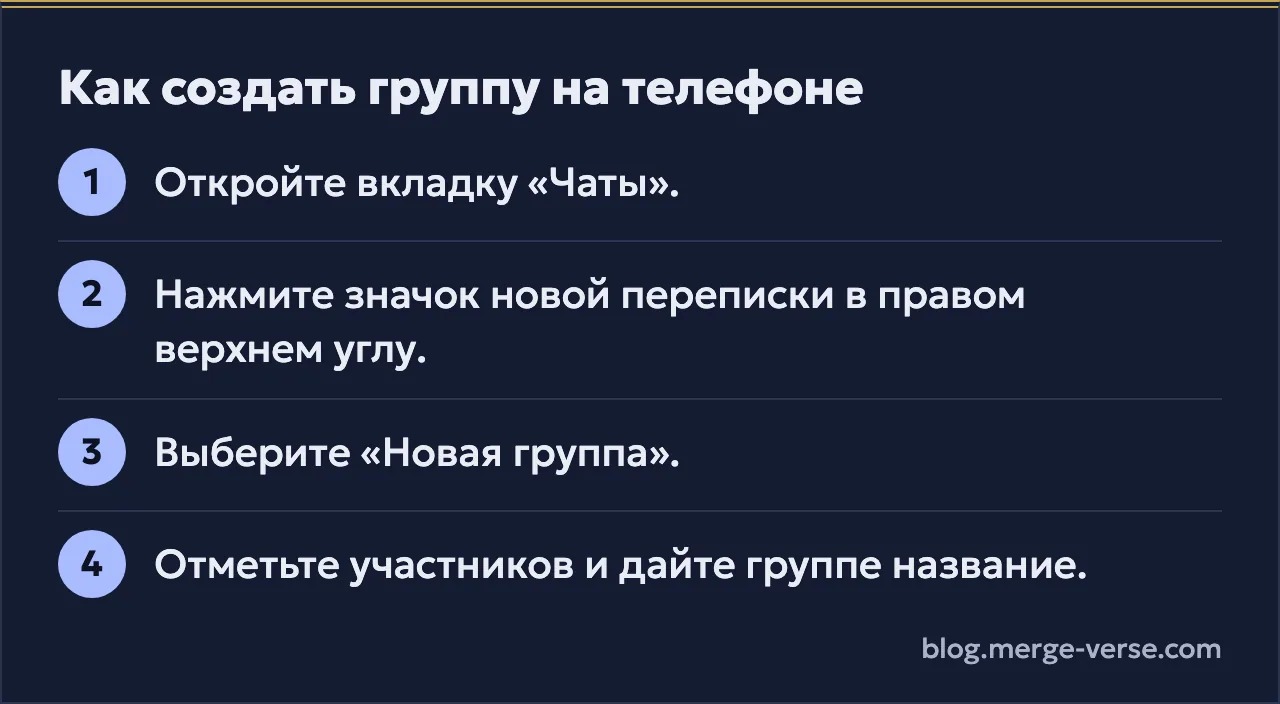 Как создать группу на телефоне
1
Откройте вкладку «Чаты».
2
Нажмите значок новой переписки в правом
верхнем углу.
3
Выберите «Новая группа».
4
Отметьте участников и дайте группе название.
blog.merge-verse.com